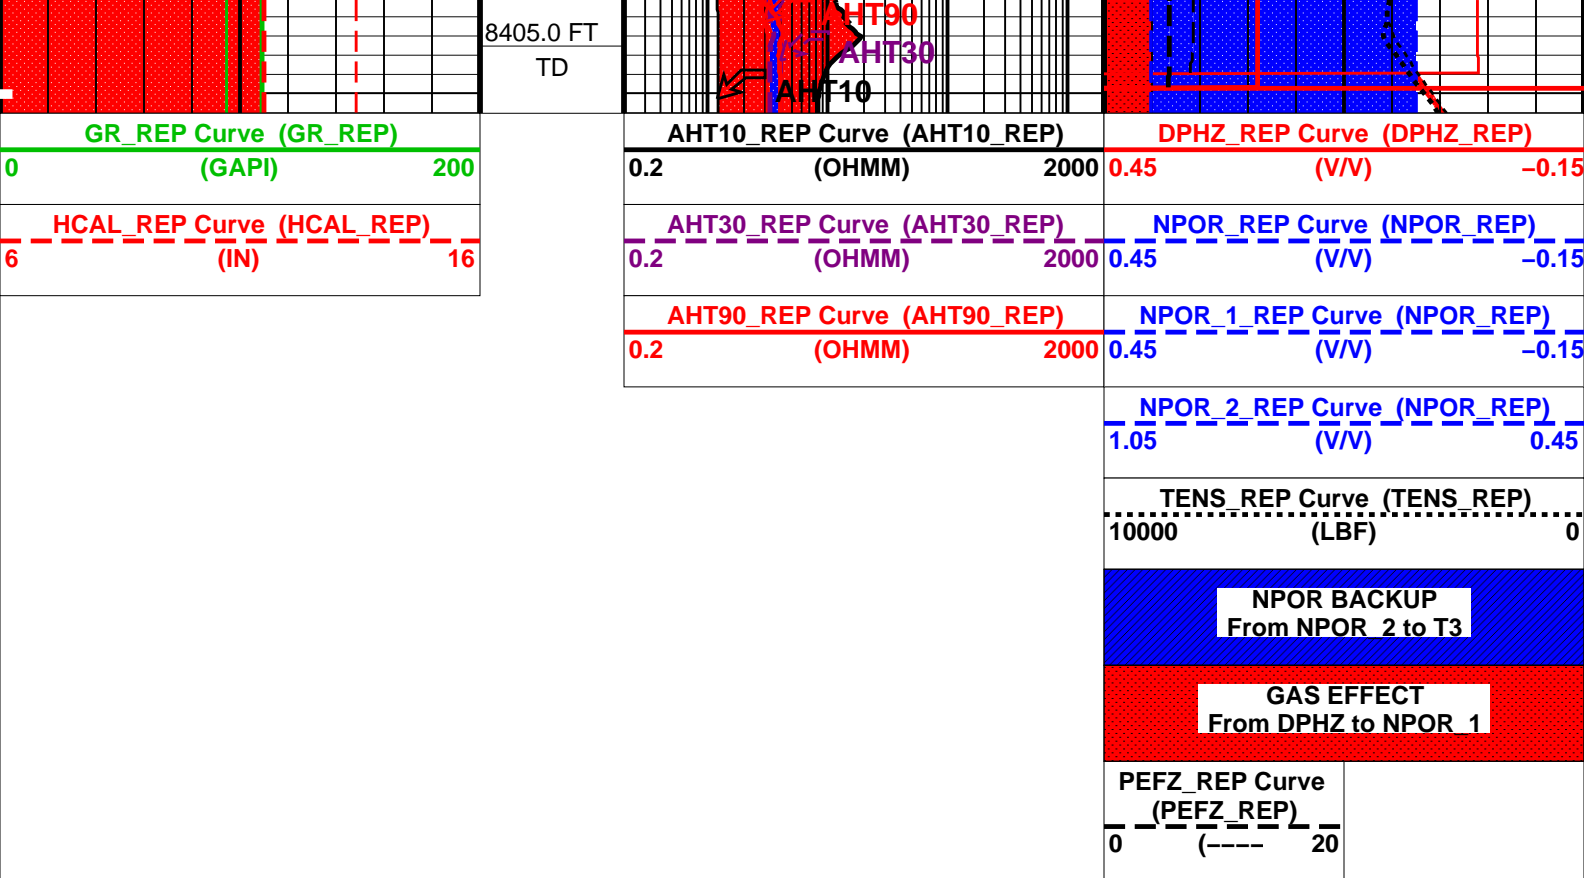 8405.0 FT
TD
HT90
AHT30
AHT10
GR_REP Curve (GR_REP)
0 (GAPI) 200
HCAL_REP Curve (HCAL_REP)
6 (IN) 16
AHT10_REP Curve (AHT10_REP)
0.2 (OHMM) 2000
AHT30_REP Curve (AHT30_REP)
0.2 (OHMM) 2000
AHT90_REP Curve (AHT90_REP)
0.2 (OHMM) 2000
DPHZ_REP Curve (DPHZ_REP)
0.45 (V/V) −0.15
NPOR_REP Curve (NPOR_REP)
0.45 (V/V) −0.15
NPOR_1_REP Curve (NPOR_REP)
0.45 (V/V) −0.15
NPOR_2_REP Curve (NPOR_REP)
1.05 (V/V) 0.45
TENS_REP Curve (TENS_REP)
10000 (LBF) 0
NPOR BACKUP
From NPOR_2 to T3
GAS EFFECT
From DPHZ to NPOR_1
PEFZ_REP Curve
(PEFZ_REP)
0 (−−−− 20